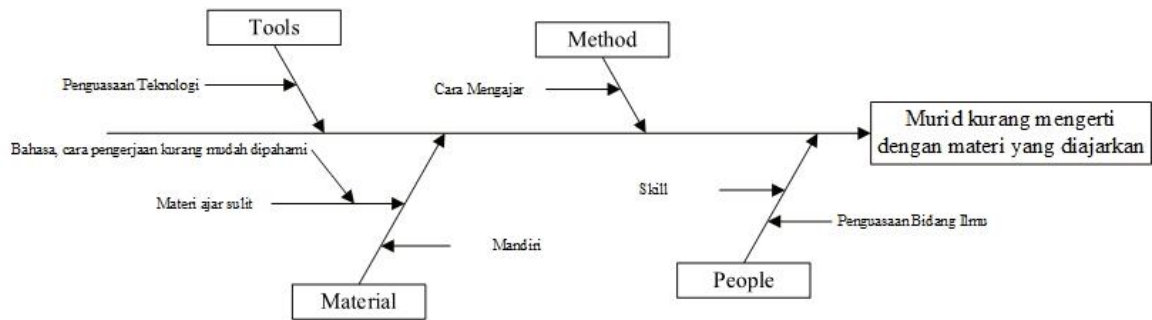 Tools
Method
Penguasaan Teknologi
Cara Mengajar
Murid kurang mengerti
dengan materi yang diajarkan
Bahasa, cara pengerjaan kurang mudah dipahami
Materi ajar sulit
Skill
Penguasaan Bidang Ilmu
Mandiri
Material
People